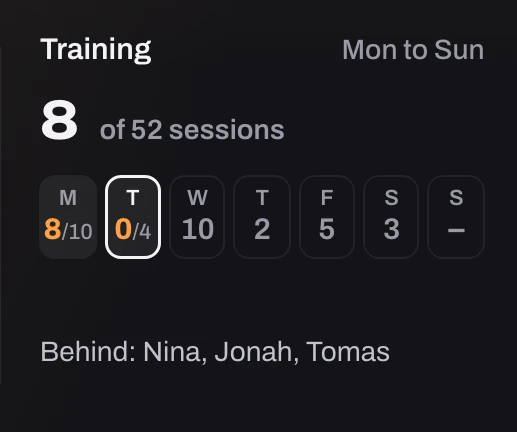 Training Mon to Sun
8 of 52 sessions
M T W T F S S
8/10 0/4 10 2 5 3 –
Behind: Nina, Jonah, Tomas